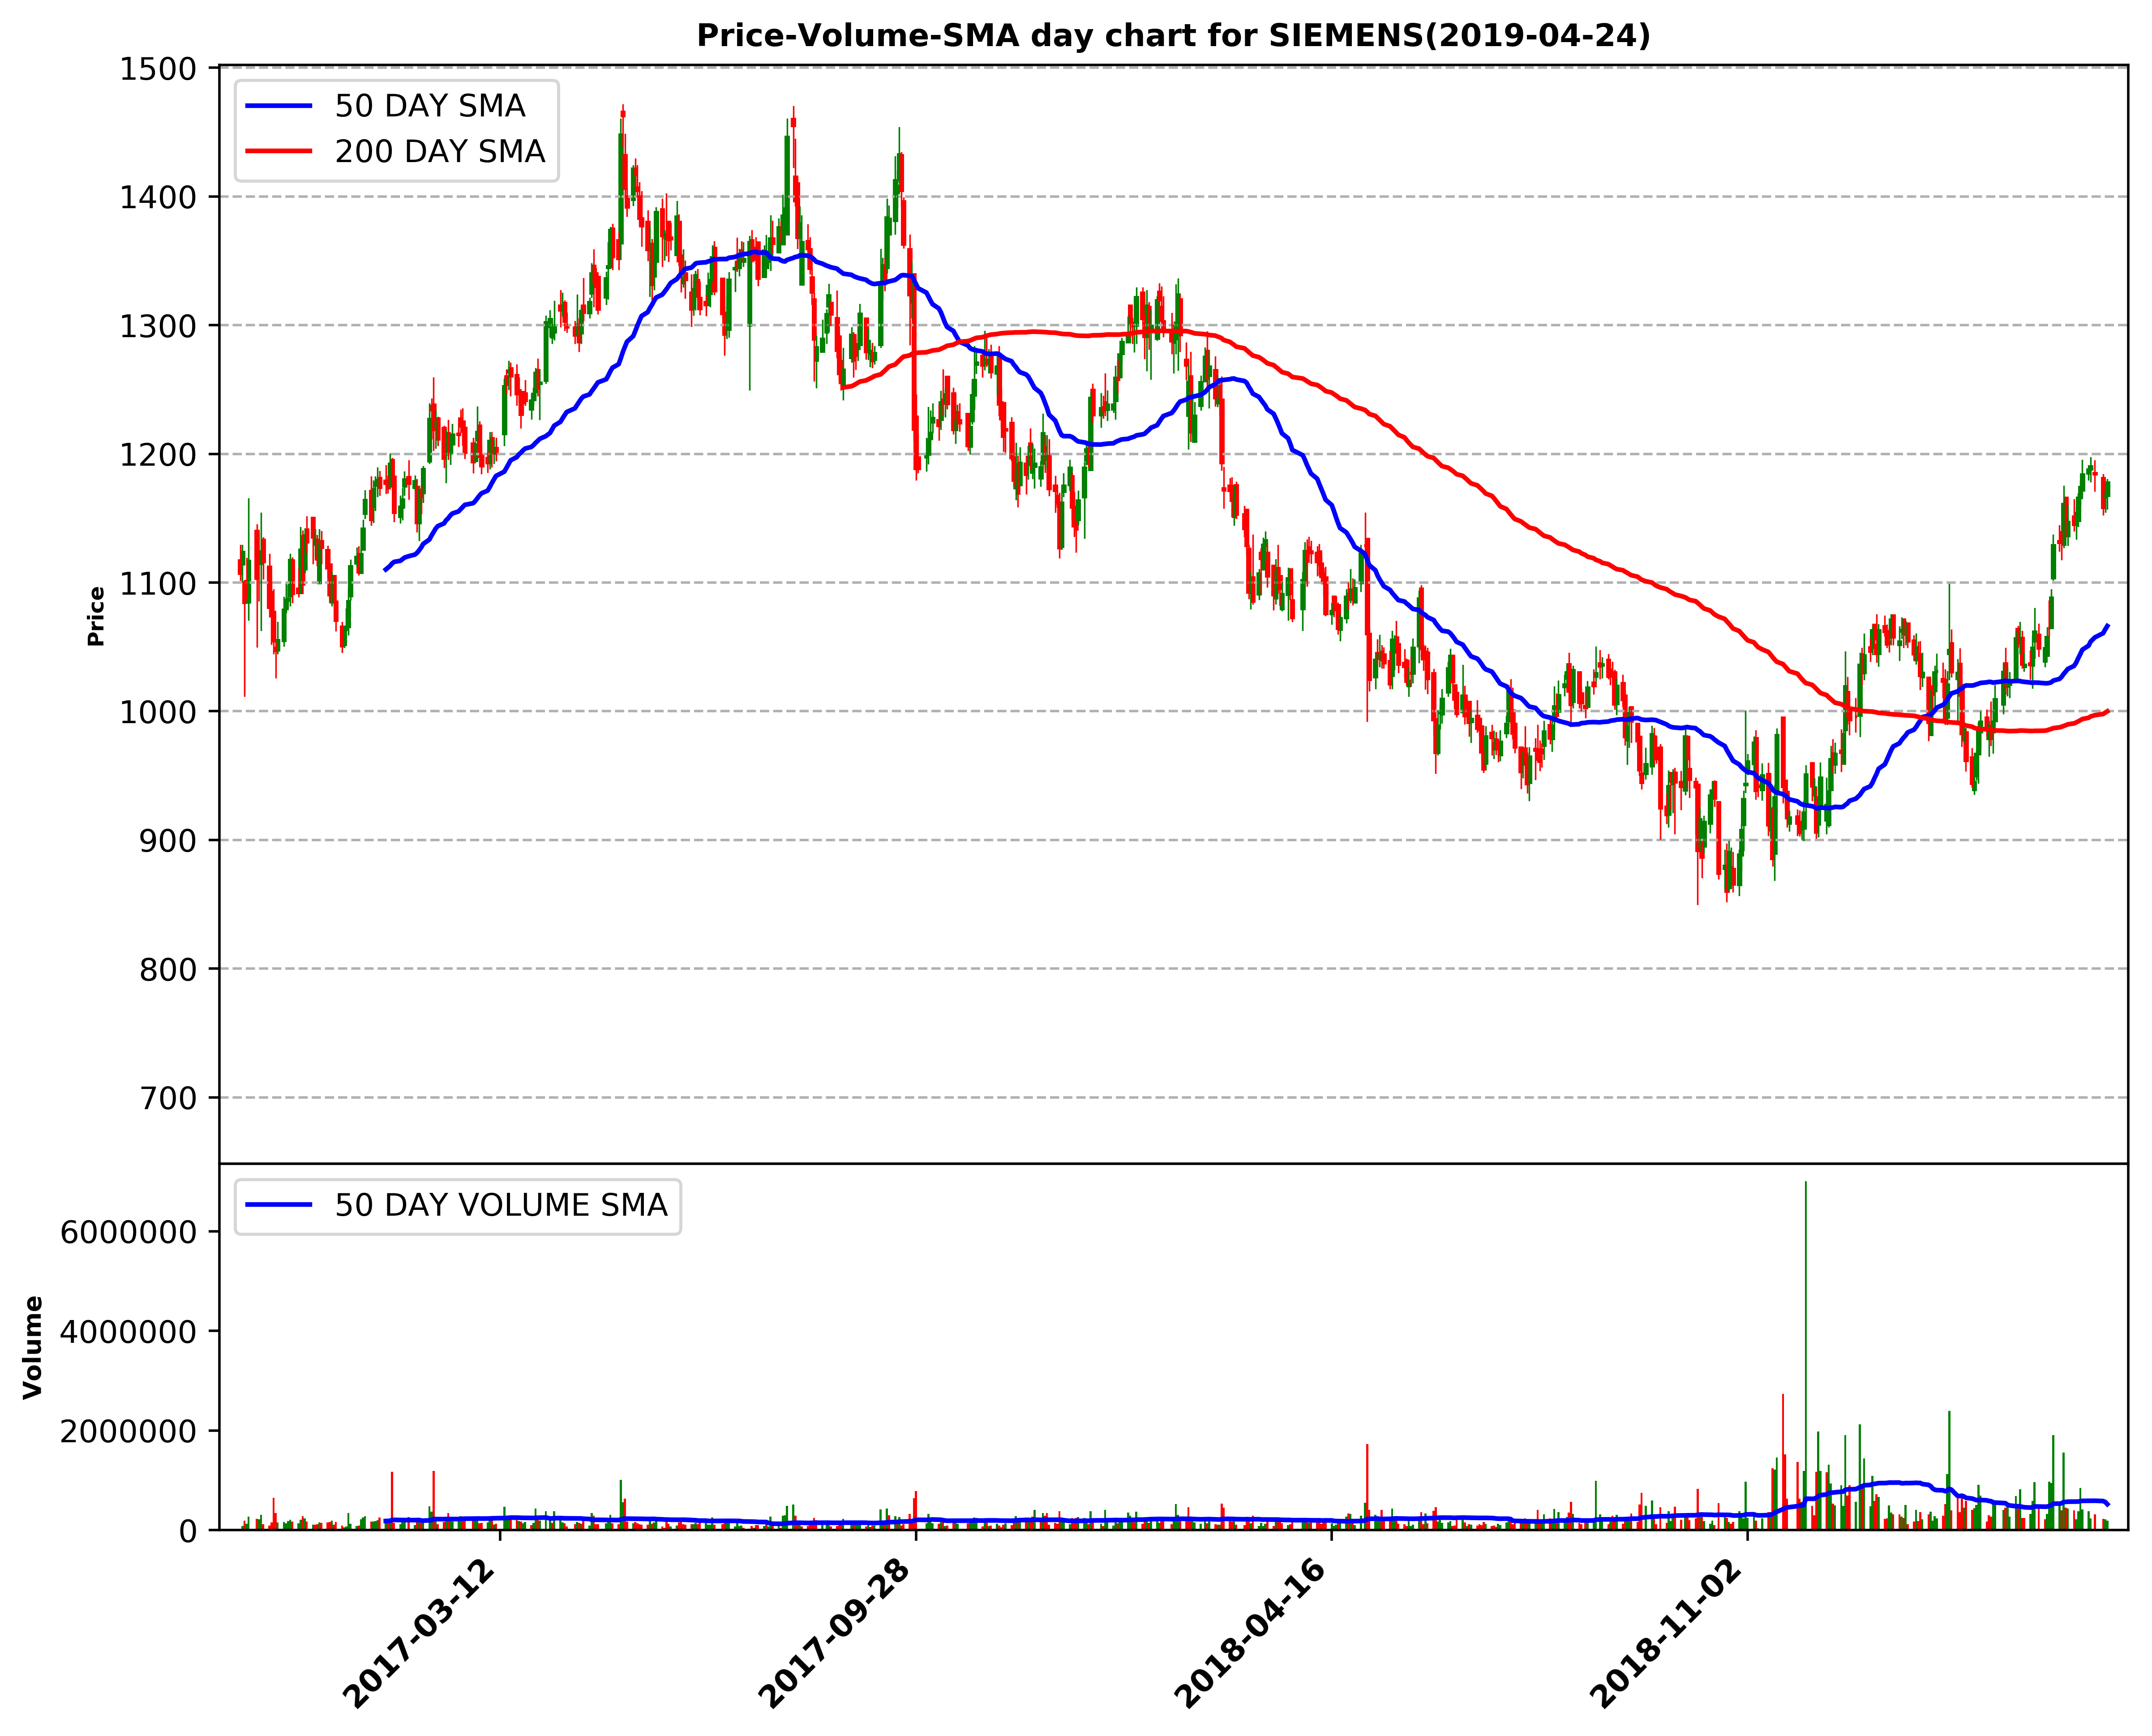 Price-Volume-SMA day chart for SIEMENS(2019-04-24)
50 DAY SMA
200 DAY SMA
1500
1400
1300
1200
1100
1000
900
800
700
Price
50 DAY VOLUME SMA
6000000
4000000
2000000
0
Volume
2017-03-12
2017-09-28
2018-04-16
2018-11-02